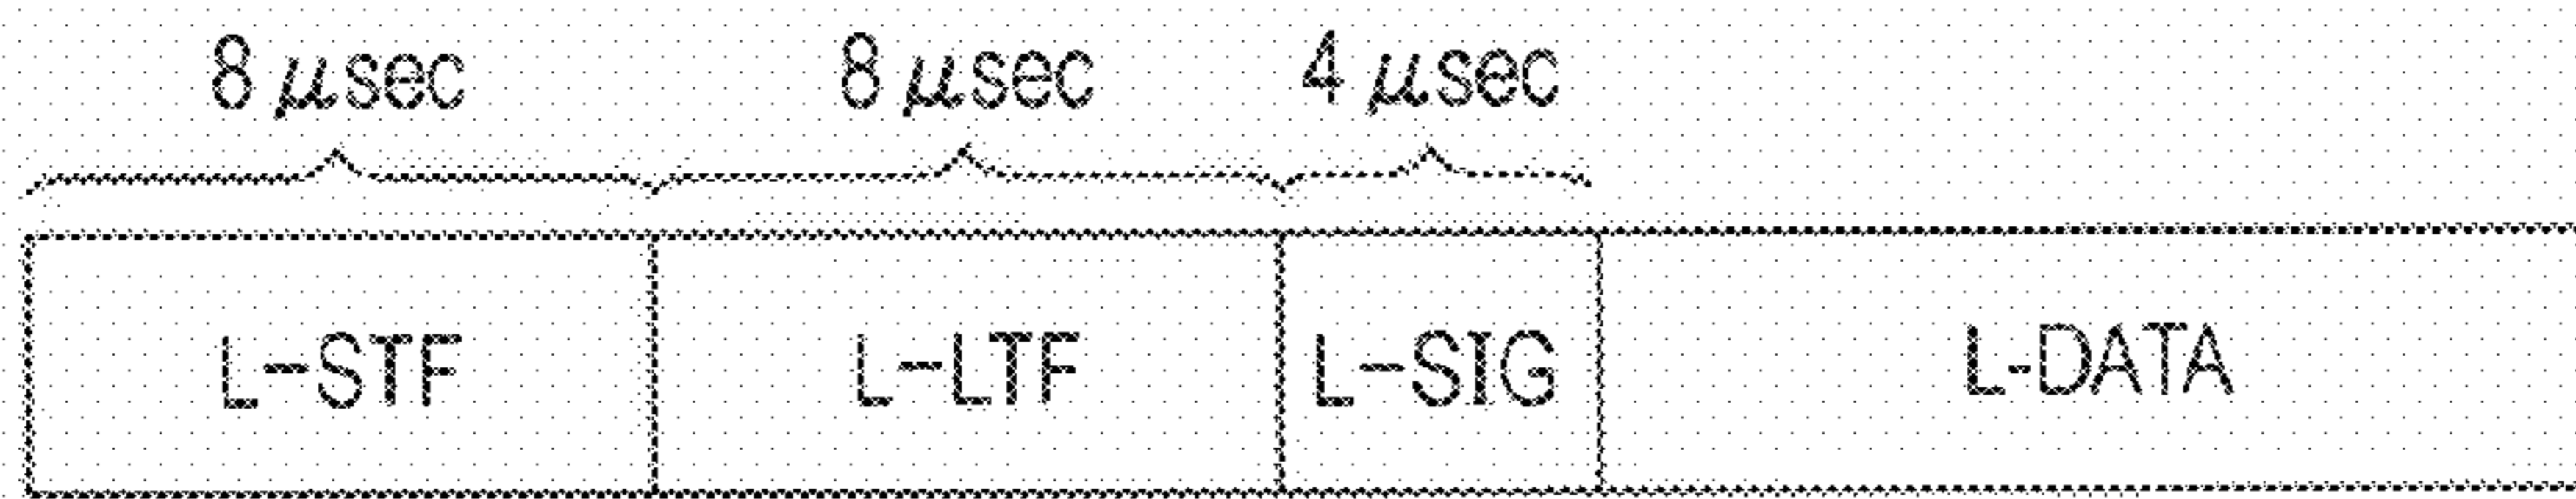 8 μsec 8 μsec 4 μsec
L-STF L-LTF L-SIG L-DATA